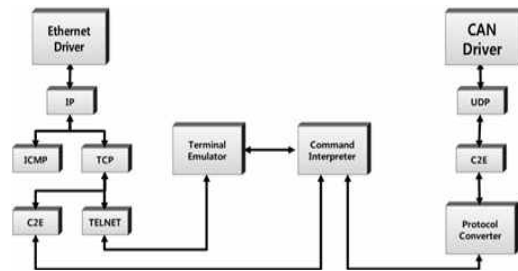 Ethernet
Driver
CAN
Driver
IP
UDP
ICMP
TCP
Terminal
Emulator
Command
Interpreter
C2E
C2E
TELNET
Protocol
Converter